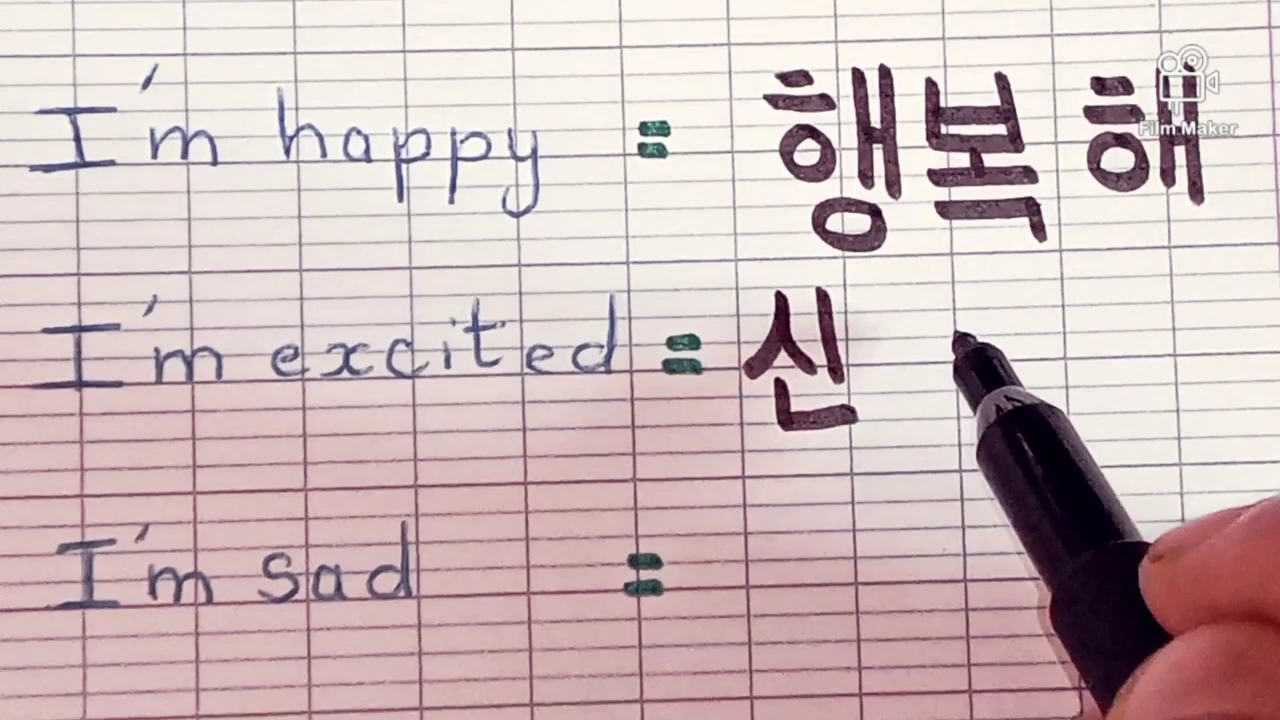 I'm happy = 행복해
I'm excited = 신
I'm sad =
Film Maker